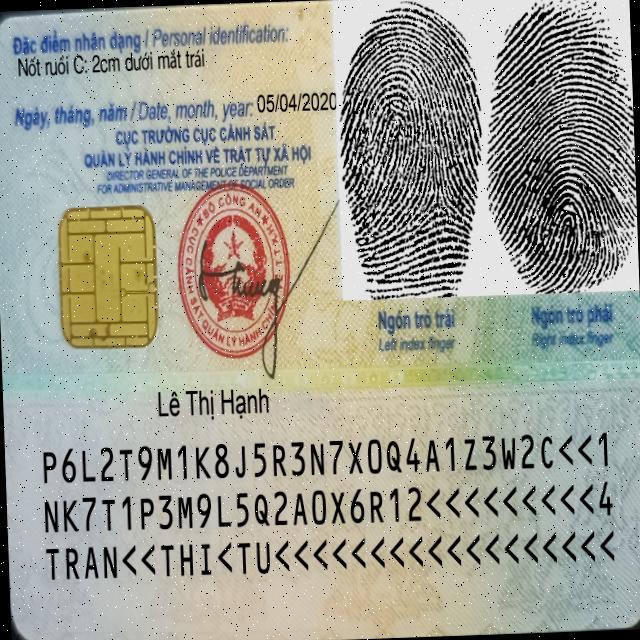 Đặc điểm nhân dạng / Personal identification:
Nốt ruồi C: 2cm dưới mắt trái
Ngày, tháng, năm / Date, month, year: 05/04/2020
CỤC TRƯỞNG CỤC CẢNH SÁT
QUẢN LÝ HÀNH CHÍNH VỀ TRẬT TỰ XÃ HỘI
DIRECTOR GENERAL OF THE POLICE DEPARTMENT
FOR ADMINISTRATIVE MANAGEMENT OF SOCIAL ORDER
BỘ CÔNG AN
CỤC CẢNH SÁT QUẢN LÝ HÀNH CHÍNH
Ngón trỏ trái
Left index finger
Ngón trỏ phải
Right index finger
Lê Thị Hạnh
P6L2T9M1K8J5R3N7X0Q4A1Z3W2C<<1
NK7T1P3M9L5Q2A0X6R12<<<<<<<<<4
TRAN<<THI<TU<<<<<<<<<<<<<<<<<<